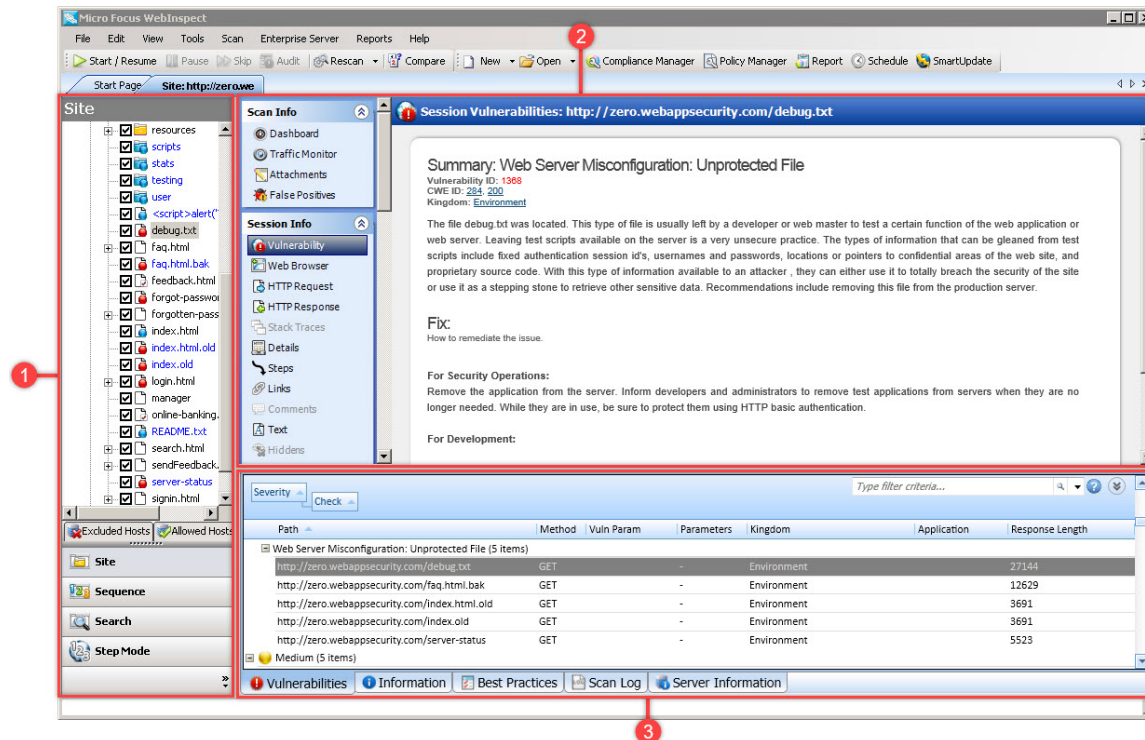 Micro Focus WebInspect
File Edit View Tools Scan Enterprise Server Reports Help
2
Start / Resume Pause Skip Audit Rescan Compare New Open Compliance Manager Policy Manager Report Schedule SmartUpdate
Start Page Site: http://zero.we
Site
resources
scripts
stats
testing
user
<script>alert("
debug.txt
faq.html
faq.html.bak
feedback.html
forgot-passwor
forgotten-pass
index.html
index.html.old
index.old
login.html
manager
online-banking.
README.txt
search.html
sendFeedback.
server-status
signin.html
1
Excluded Hosts Allowed Hosts
Site
Sequence
Search
Step Mode
Scan Info
Dashboard
Traffic Monitor
Attachments
False Positives
Session Info
Vulnerability
Web Browser
HTTP Request
HTTP Response
Stack Traces
Details
Steps
Links
Comments
Text
Hiddens
Session Vulnerabilities: http://zero.webappsecurity.com/debug.txt
Summary: Web Server Misconfiguration: Unprotected File
Vulnerability ID: 1368
CWE ID: 284, 200
Kingdom: Environment
The file debug.txt was located. This type of file is usually left by a developer or web master to test a certain function of the web application or
web server. Leaving test scripts available on the server is a very unsecure practice. The types of information that can be gleaned from test
scripts include fixed authentication session id's, usernames and passwords, locations or pointers to confidential areas of the web site, and
proprietary source code. With this type of information available to an attacker , they can either use it to totally breach the security of the site
or use it as a stepping stone to retrieve other sensitive data. Recommendations include removing this file from the production server.
Fix:
How to remediate the issue.
For Security Operations:
Remove the application from the server. Inform developers and administrators to remove test applications from servers when they are no
longer needed. While they are in use, be sure to protect them using HTTP basic authentication.
For Development:
Severity Check Type filter criteria...
Path Method Vuln Param Parameters Kingdom Application Response Length
Web Server Misconfiguration: Unprotected File (5 items)
http://zero.webappsecurity.com/debug.txt GET - Environment 27144
http://zero.webappsecurity.com/faq.html.bak GET - Environment 12629
http://zero.webappsecurity.com/index.html.old GET - Environment 3691
http://zero.webappsecurity.com/index.old GET - Environment 3691
http://zero.webappsecurity.com/server-status GET - Environment 5523
Medium (5 items)
Vulnerabilities Information Best Practices Scan Log Server Information
3